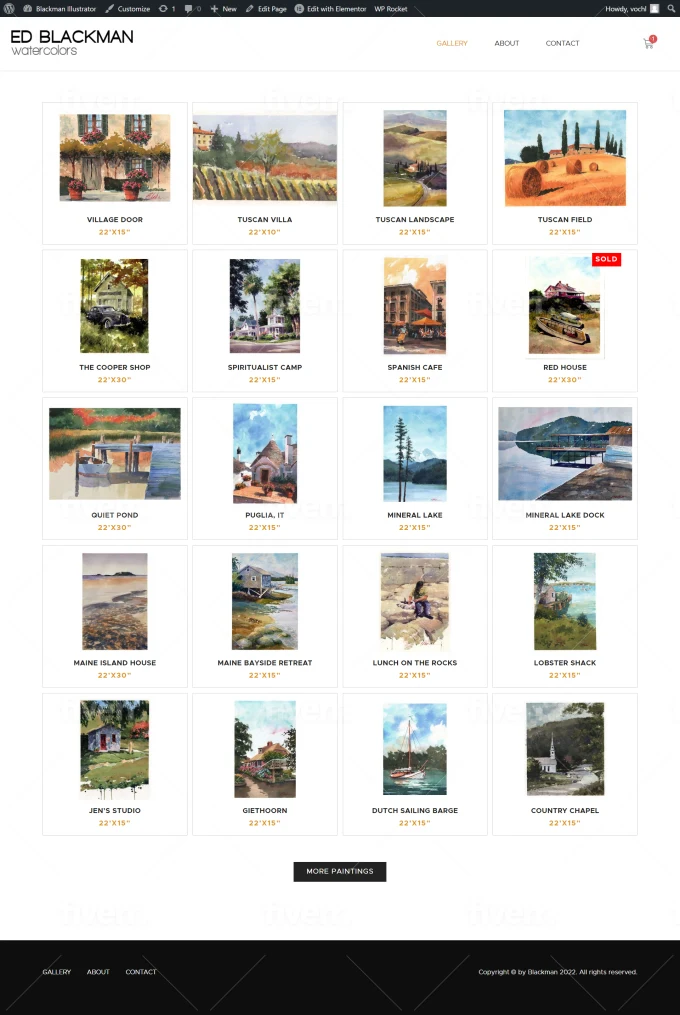 Blackman Illustrator Customize 1 0 New Edit Page Edit with Elementor WP Rocket Howdy, vochl
ED BLACKMAN
watercolors
GALLERY ABOUT CONTACT 1
VILLAGE DOOR TUSCAN VILLA TUSCAN LANDSCAPE TUSCAN FIELD
22'X15" 22'X10" 22'X15" 22'X15"
SOLD
THE COOPER SHOP SPIRITUALIST CAMP SPANISH CAFE RED HOUSE
22'X30" 22'X15" 22'X15" 22'X30"
QUIET POND PUGLIA, IT MINERAL LAKE MINERAL LAKE DOCK
22'X30" 22'X15" 22'X15" 22'X15"
MAINE ISLAND HOUSE MAINE BAYSIDE RETREAT LUNCH ON THE ROCKS LOBSTER SHACK
22'X30" 22'X15" 22'X15" 22'X15"
JEN'S STUDIO GIETHOORN DUTCH SAILING BARGE COUNTRY CHAPEL
22'X15" 22'X15" 22'X15" 22'X15"
MORE PAINTINGS
fiverr. fiverr. fiverr.
GALLERY ABOUT CONTACT Copyright © by Blackman 2022. All rights reserved.